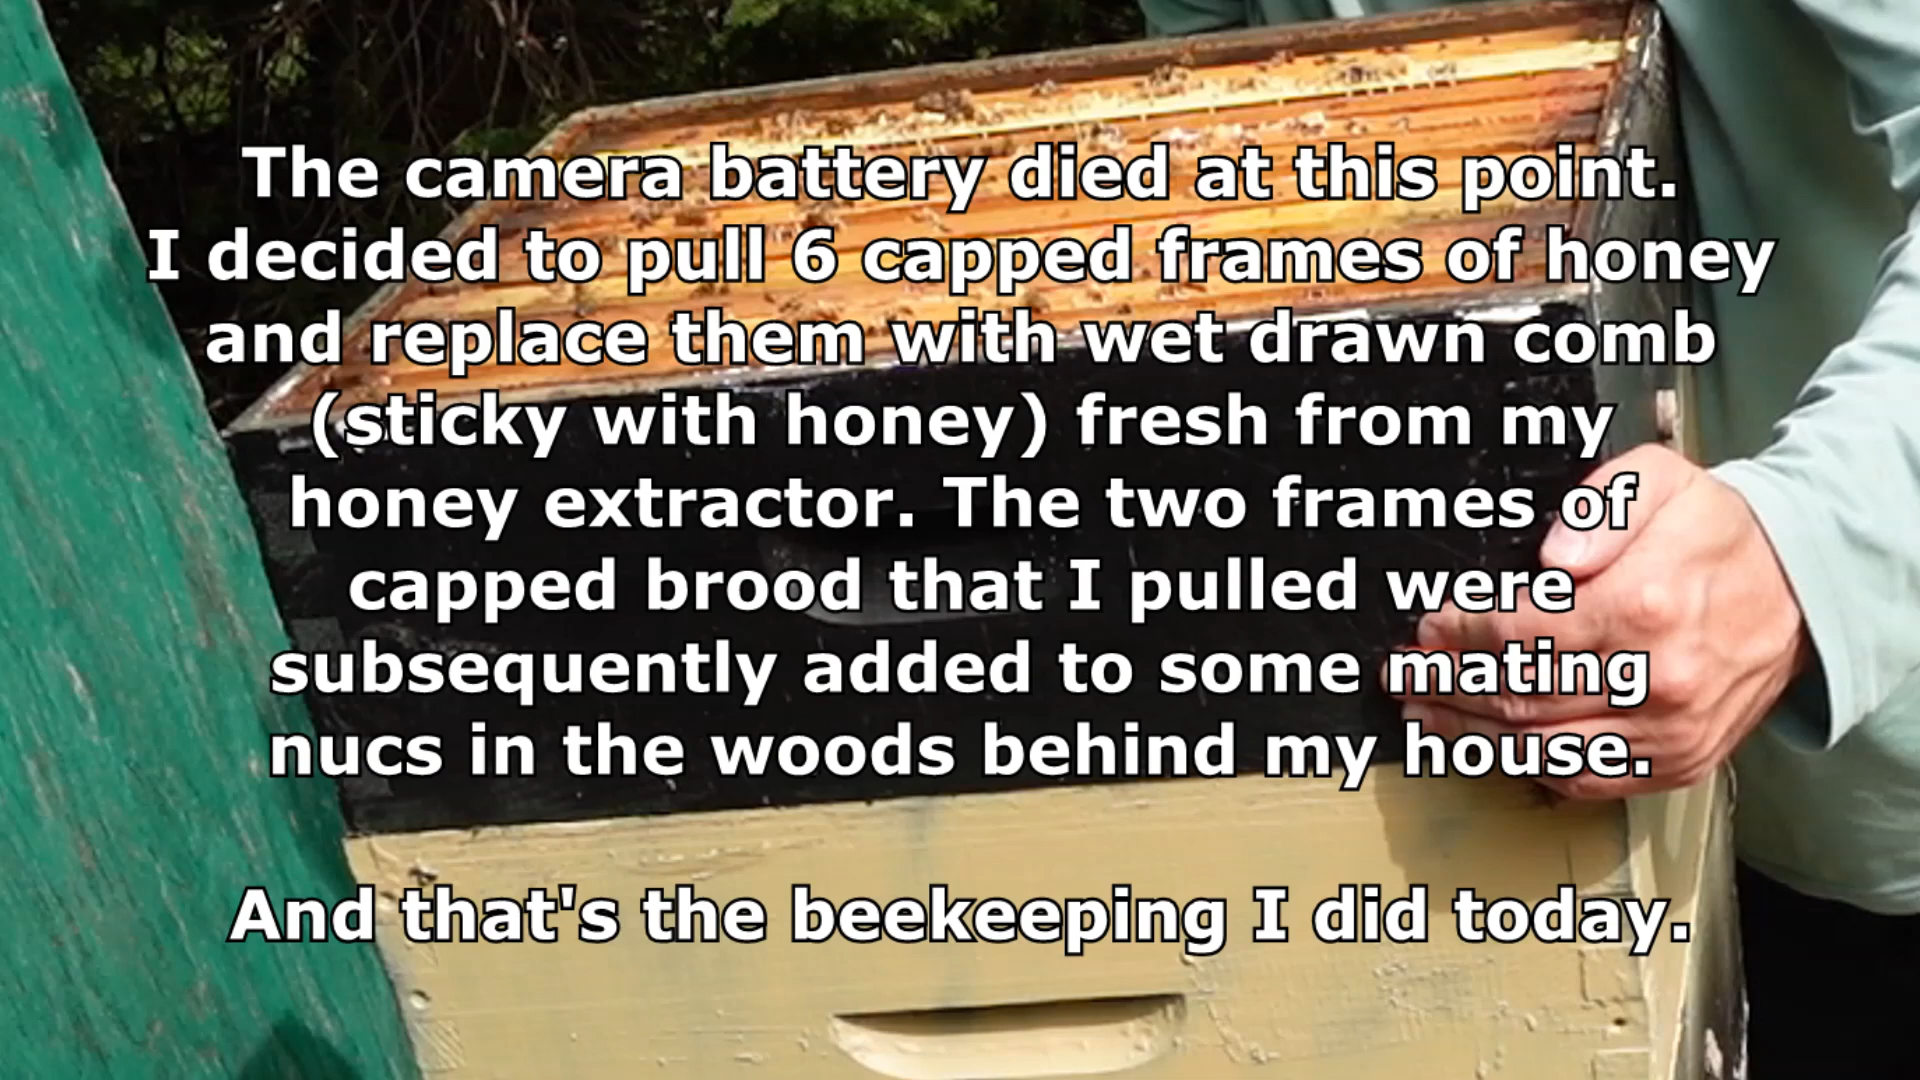 The camera battery died at this point.
I decided to pull 6 capped frames of honey
and replace them with wet drawn comb
(sticky with honey) fresh from my
honey extractor. The two frames of
capped brood that I pulled were
subsequently added to some mating
nucs in the woods behind my house.
And that's the beekeeping I did today.